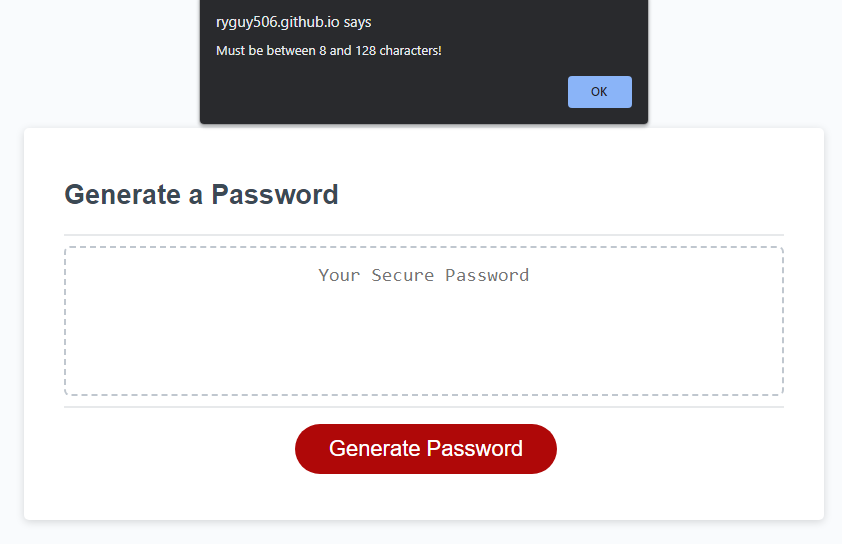 ryguy506.github.io says
Must be between 8 and 128 characters!
OK
Generate a Password
Your Secure Password
Generate Password